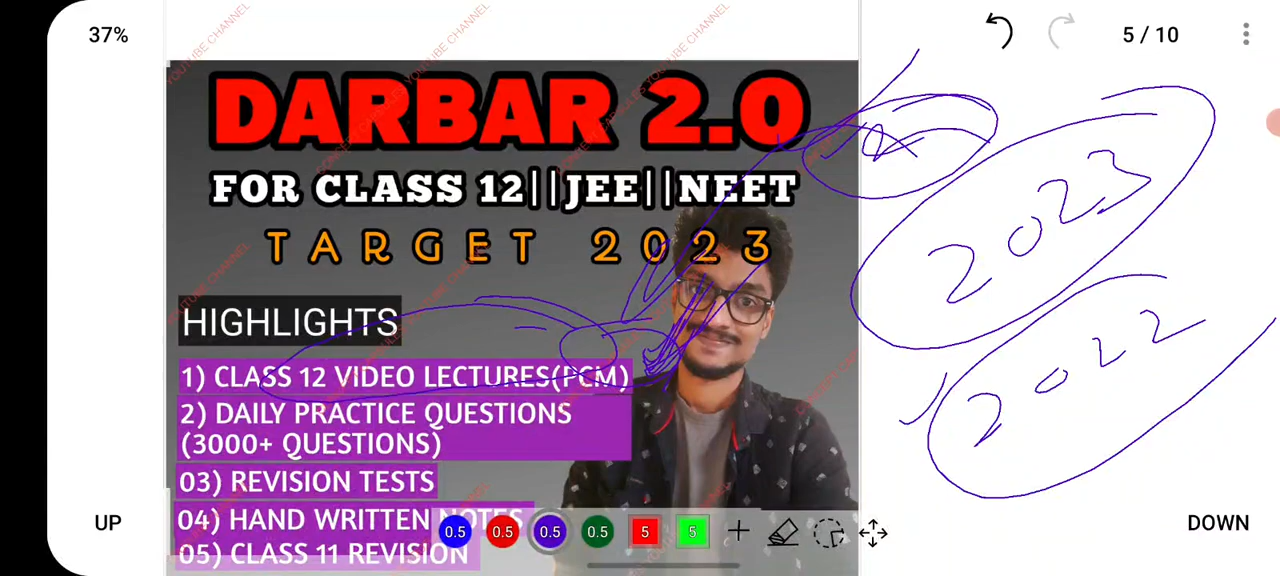 37%
5 / 10
DARBAR 2.0
FOR CLASS 12||JEE||NEET
TARGET 2023
2023
HIGHLIGHTS
2022
1) CLASS 12 VIDEO LECTURES(PCM)
2) DAILY PRACTICE QUESTIONS
(3000+ QUESTIONS)
03) REVISION TESTS
04) HAND WRITTEN NOTES
05) CLASS 11 REVISION
UP
0.5 0.5 0.5 0.5 5 5
DOWN